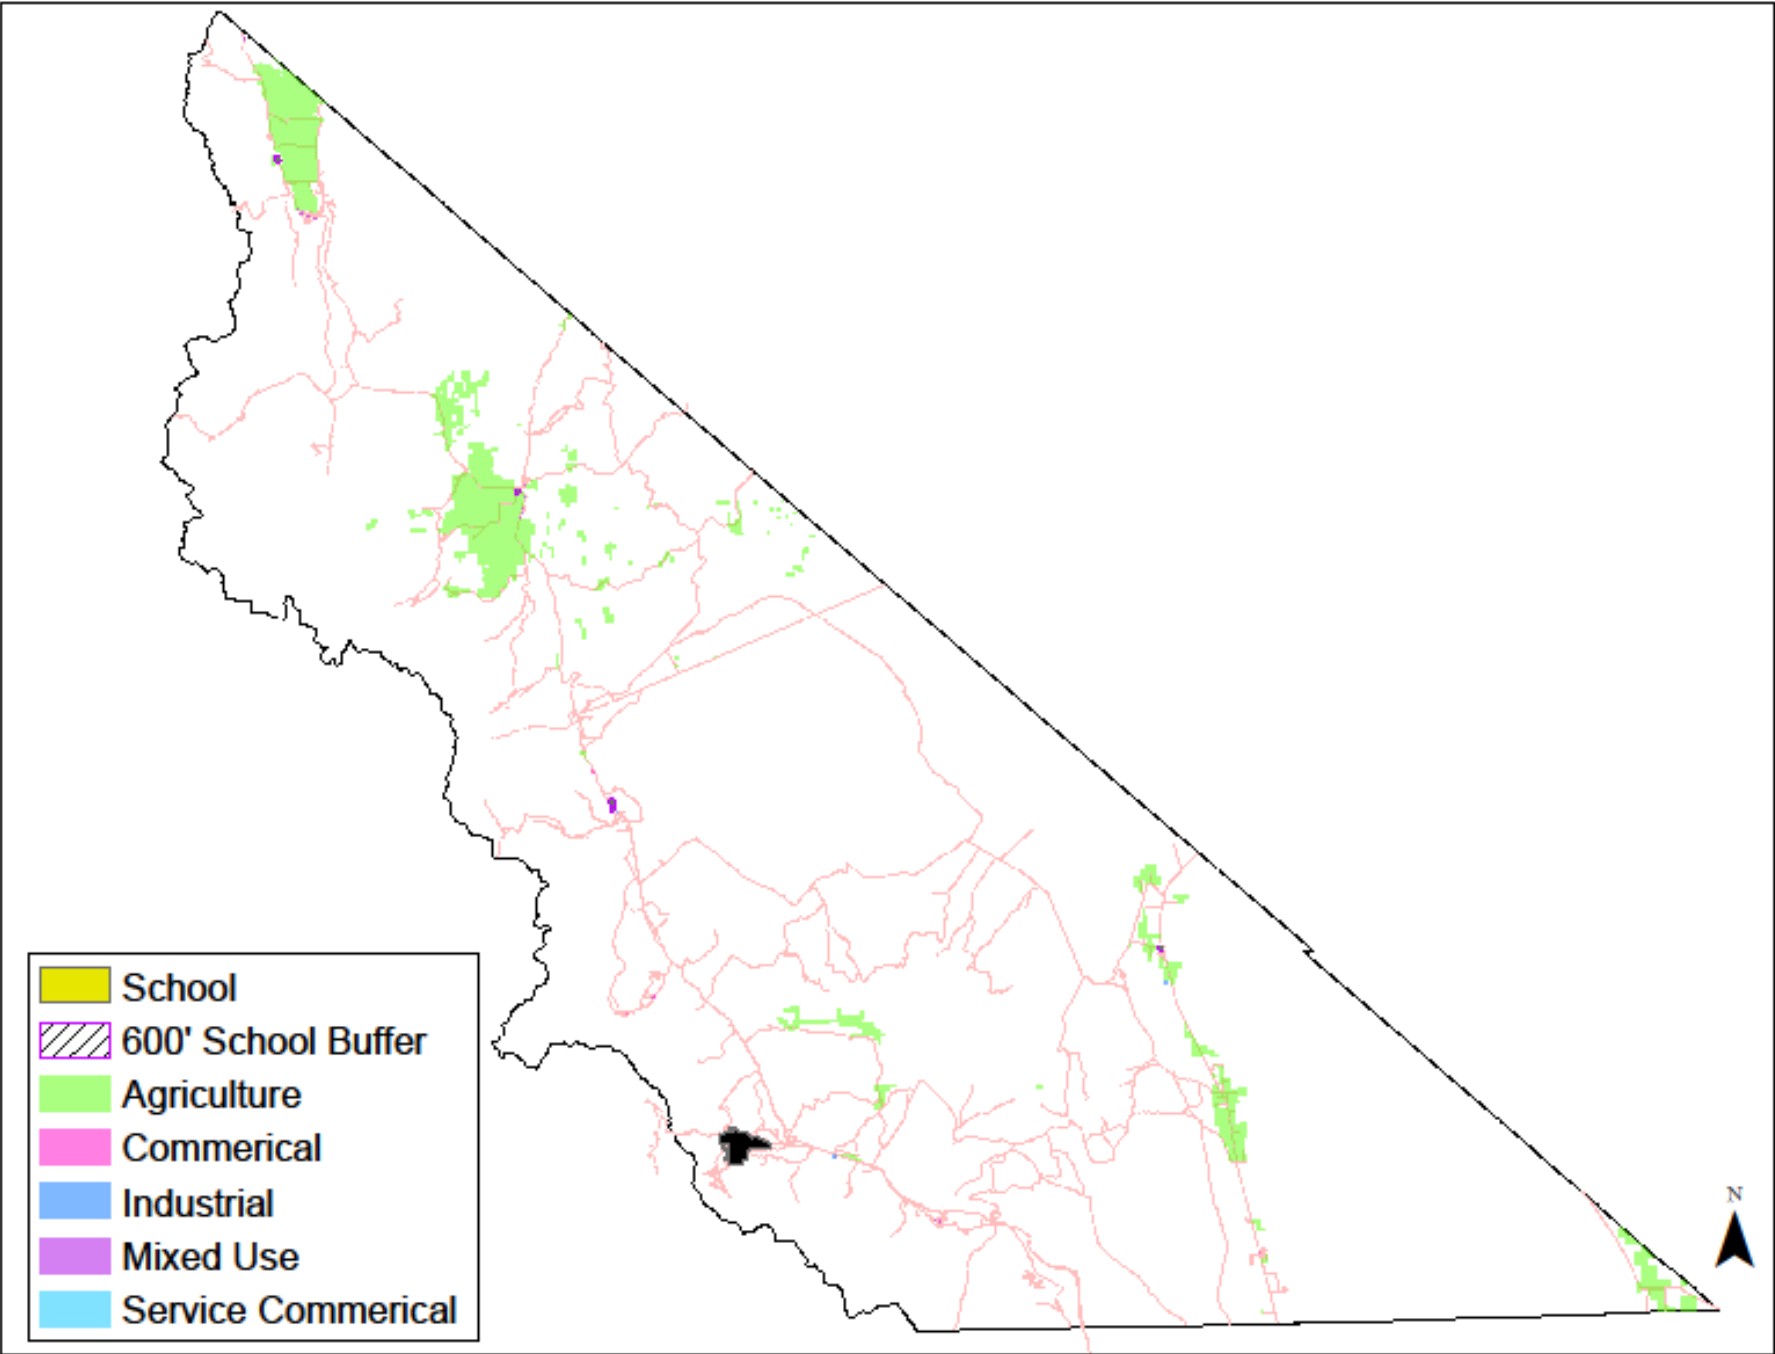 School
600' School Buffer
Agriculture
Commerical
Industrial
Mixed Use
Service Commerical
N